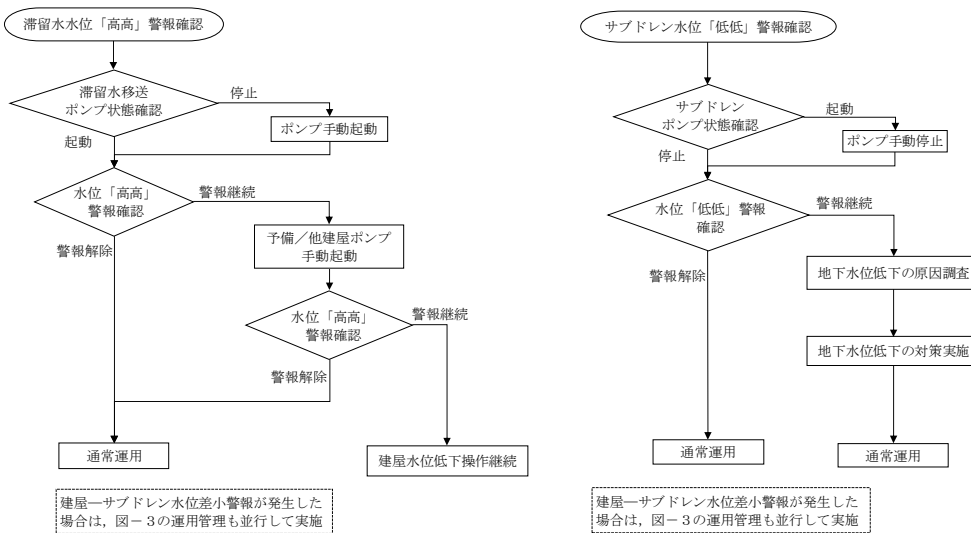 滞留水水位「高高」警報確認
滞留水移送
ポンプ状態確認
停止
ポンプ手動起動
起動
水位「高高」
警報確認
警報継続
予備／他建屋ポンプ
手動起動
警報解除
水位「高高」
警報確認
警報継続
警報解除
通常運用
建屋水位低下操作継続
建屋―サブドレン水位差小警報が発生した
場合は，図－３の運用管理も並行して実施
サブドレン水位「低低」警報確認
サブドレン
ポンプ状態確認
起動
ポンプ手動停止
停止
水位「低低」警報
確認
警報継続
地下水位低下の原因調査
警報解除
地下水位低下の対策実施
通常運用
通常運用
建屋―サブドレン水位差小警報が発生した
場合は，図－３の運用管理も並行して実施